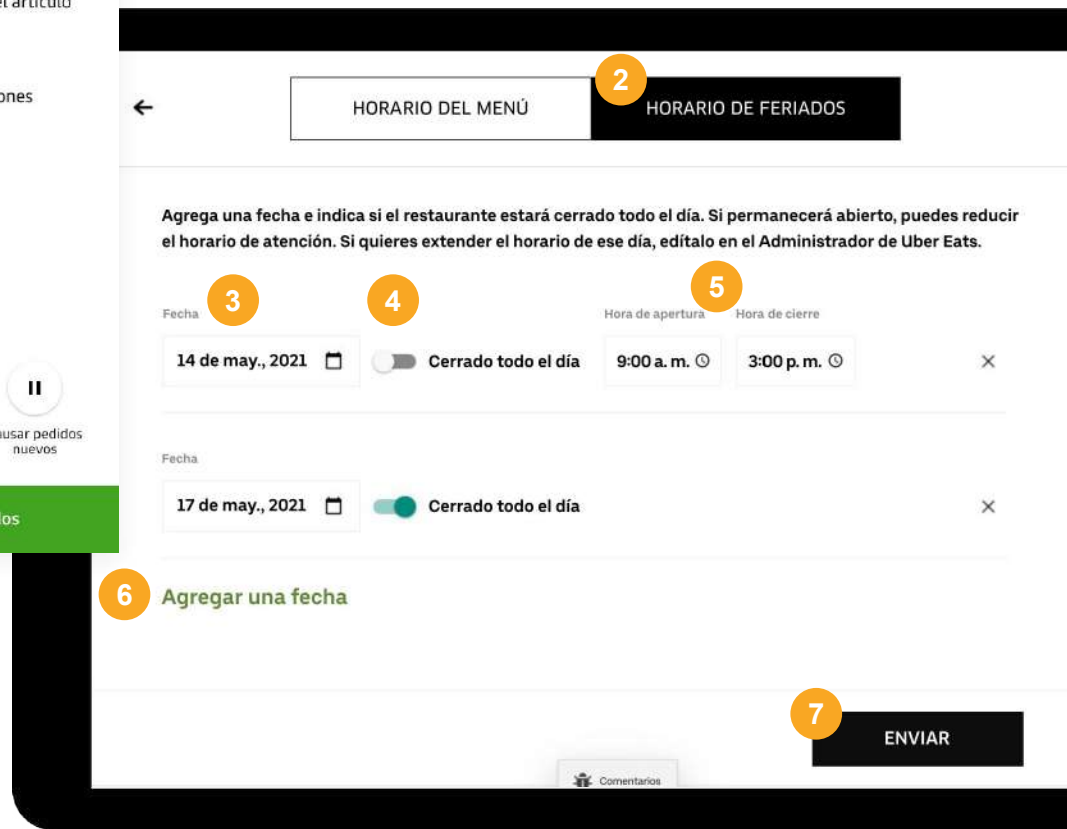 el artículo
HORARIO DEL MENÚ
2
HORARIO DE FERIADOS
Agrega una fecha e indica si el restaurante estará cerrado todo el día. Si permanecerá abierto, puedes reducir
el horario de atención. Si quieres extender el horario de ese día, edítalo en el Administrador de Uber Eats.
3
4
5
Fecha
Hora de apertura
Hora de cierre
14 de may., 2021
Cerrado todo el día
9:00 a. m.
3:00 p. m.
pedidos
nuevos
Fecha
17 de may., 2021
Cerrado todo el día
6
Agregar una fecha
7
ENVIAR
Comentarios